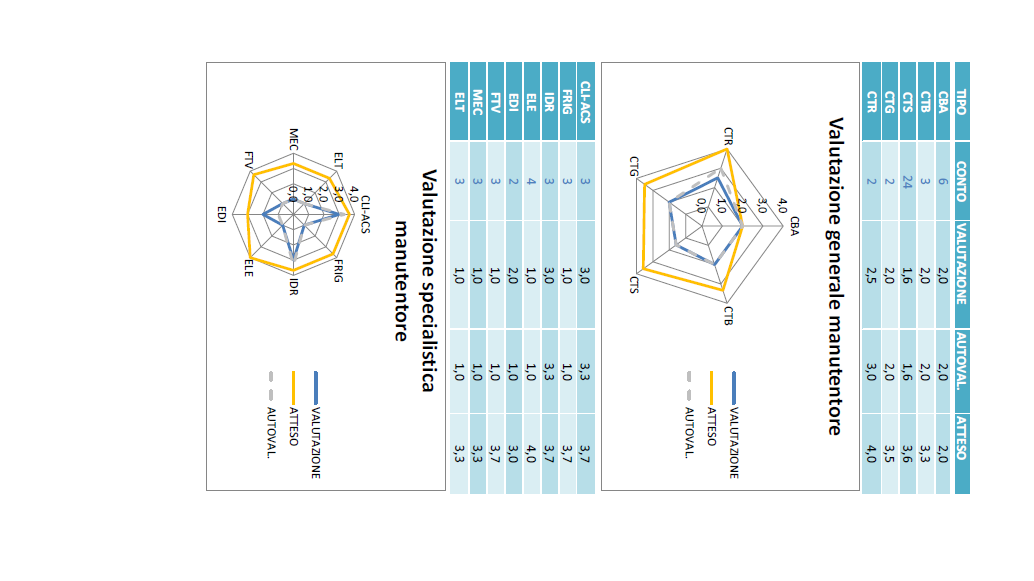 TIPO CONTO VALUTAZIONE AUTOVAL. ATTESO
CBA 6 2,0 2,0 2,0
CTB 3 2,0 2,0 3,3
CTS 24 1,6 1,6 3,6
CTG 2 2,0 2,0 3,5
CTR 2 2,5 3,0 4,0
Valutazione generale manutentore
CBA
4,0
3,0
2,0
1,0
0,0
CTR
CTB
CTG
CTS
VALUTAZIONE
ATTESO
AUTOVAL.
CLI-ACS 3 3,0 3,3 3,7
FRIG 3 1,0 1,0 3,7
IDR 3 3,0 3,3 3,7
ELE 4 1,0 1,0 4,0
EDI 2 2,0 1,0 3,0
FTV 3 1,0 1,0 3,7
MEC 3 1,0 1,0 3,3
ELT 3 1,0 1,0 3,3
Valutazione specialistica
manutentore
CLI-ACS
4,0
3,0
2,0
1,0
0,0
ELT
FRIG
MEC
IDR
FTV
ELE
EDI
VALUTAZIONE
ATTESO
AUTOVAL.